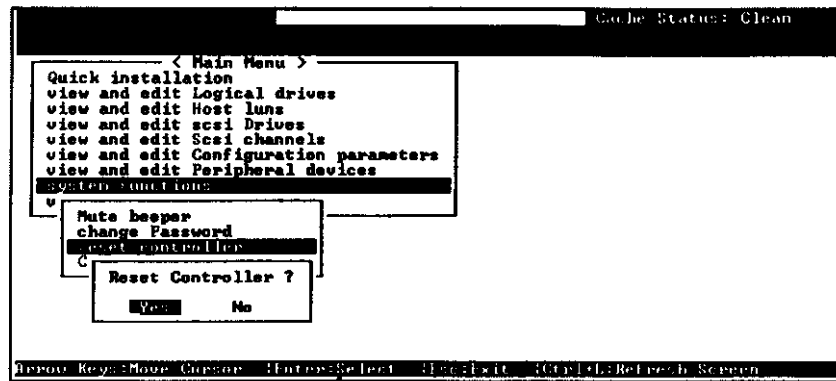 Cache Status: Clean
< Main Menu >
Quick installation
view and edit Logical drives
view and edit Host luns
view and edit scsi Drives
view and edit Scsi channels
view and edit Configuration parameters
view and edit Peripheral devices
system Functions
v
Mute beeper
change Password
Reset controller
C
Reset Controller ?
Yes No
Arrow Keys:Move Cursor |Enter:Select |Esc:Exit |Ctrl+L:Refresh Screen